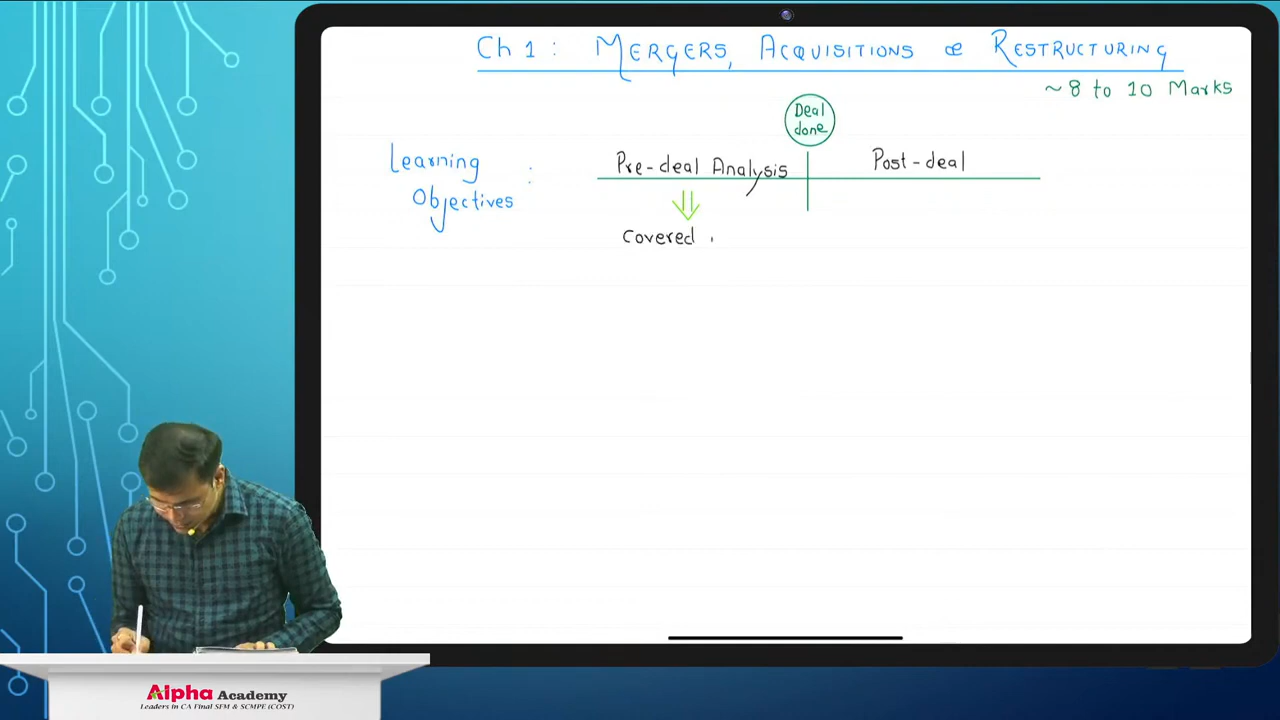 Ch 1 : MERGERS, ACQUISITIONS & RESTRUCTURING
~ 8 to 10 Marks
Deal
done
Learning
Objectives :
Pre-deal Analysis
Post-deal
Covered
Alpha Academy
Leaders in CA Final SFM & SCMPE (COST)